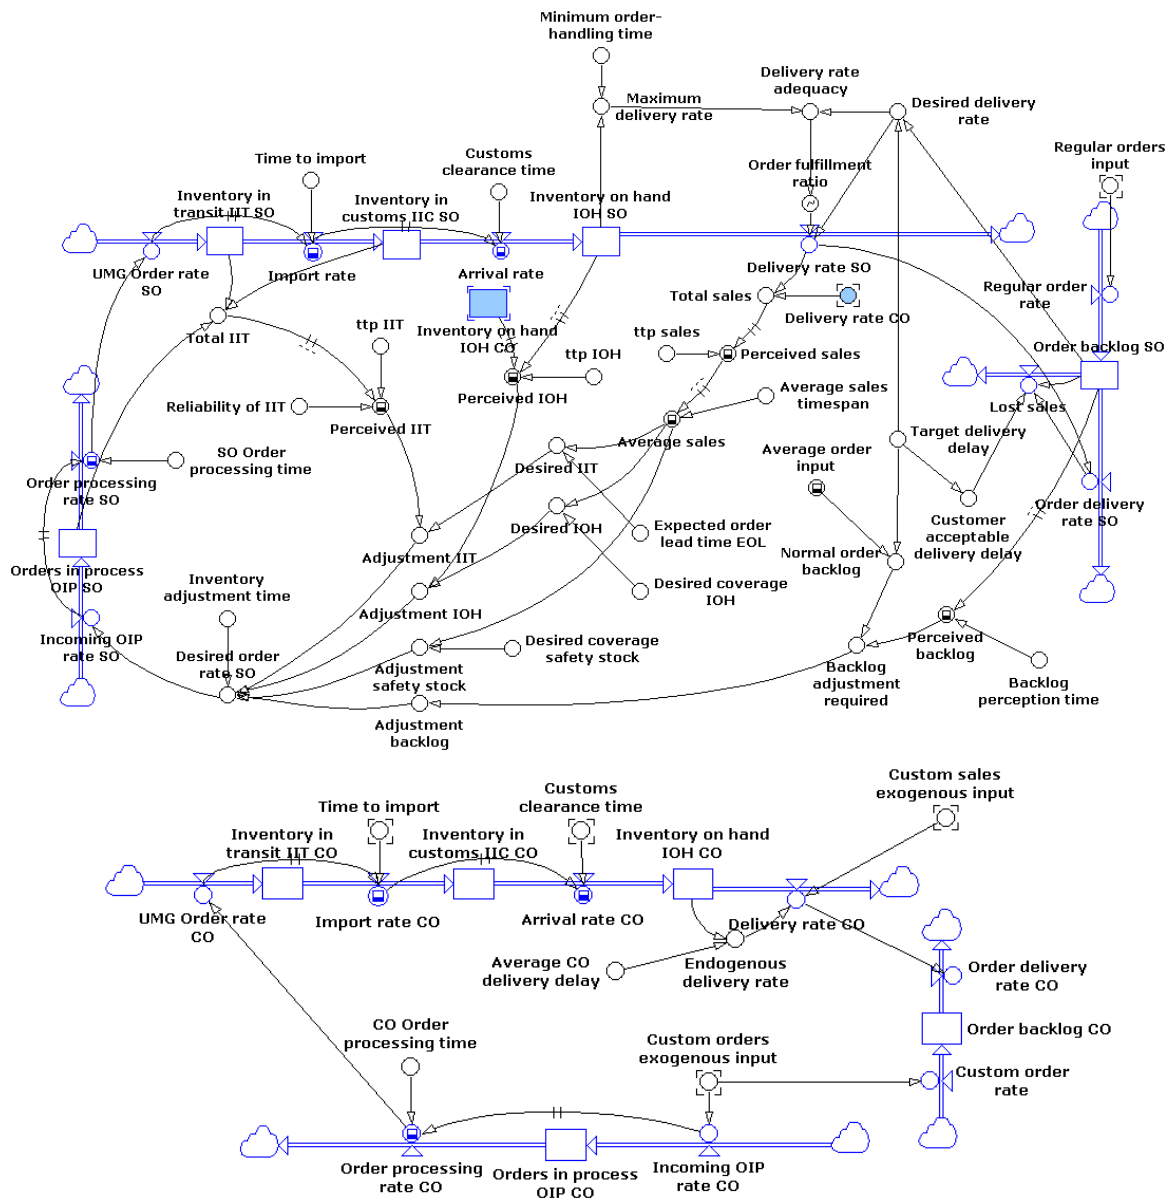 Minimum order-
handling time
Delivery rate
adequacy
Maximum
delivery rate
Desired delivery
rate
Time to import
Customs
clearance time
Order fulfillment
ratio
Regular orders
input
Inventory in
transit IIT SO
Inventory in
customs IIC SO
Inventory on hand
IOH SO
UMG Order rate
SO
Import rate
Arrival rate
Delivery rate SO
Regular order
rate
Total sales
Delivery rate CO
Total IIT
ttp IIT
Inventory on hand
IOH CO
ttp sales
Perceived sales
Order backlog SO
ttp IOH
Perceived IOH
Average sales
timespan
Lost sales
Reliability of IIT
Perceived IIT
Average sales
Target delivery
delay
SO Order
processing time
Desired IIT
Average order
input
Order processing
rate SO
Order delivery
rate SO
Desired IOH
Expected order
lead time EOL
Customer
acceptable
delivery delay
Adjustment IIT
Normal order
backlog
Orders in process
OIP SO
Inventory
adjustment time
Desired coverage
IOH
Adjustment IOH
Incoming OIP
rate SO
Desired order
rate SO
Adjustment
safety stock
Desired coverage
safety stock
Perceived
backlog
Backlog
adjustment
required
Backlog
perception time
Adjustment
backlog
Custom sales
exogenous input
Time to import
Customs
clearance time
Inventory in
transit IIT CO
Inventory in
customs IIC CO
Inventory on hand
IOH CO
UMG Order rate
CO
Import rate CO
Arrival rate CO
Delivery rate CO
Average CO
delivery delay
Endogenous
delivery rate
Order delivery
rate CO
Order backlog CO
CO Order
processing time
Custom orders
exogenous input
Custom order
rate
Order processing
rate CO
Orders in process
OIP CO
Incoming OIP
rate CO